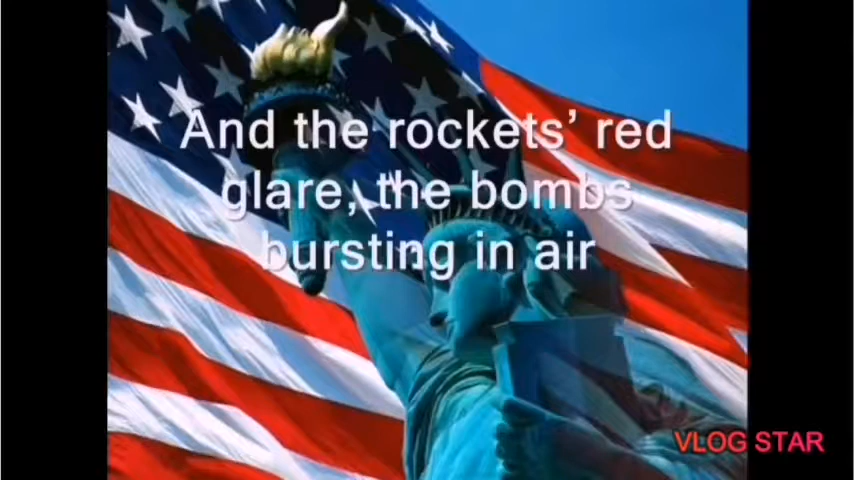 And the rockets’ red
glare, the bombs
bursting in air
VLOG STAR